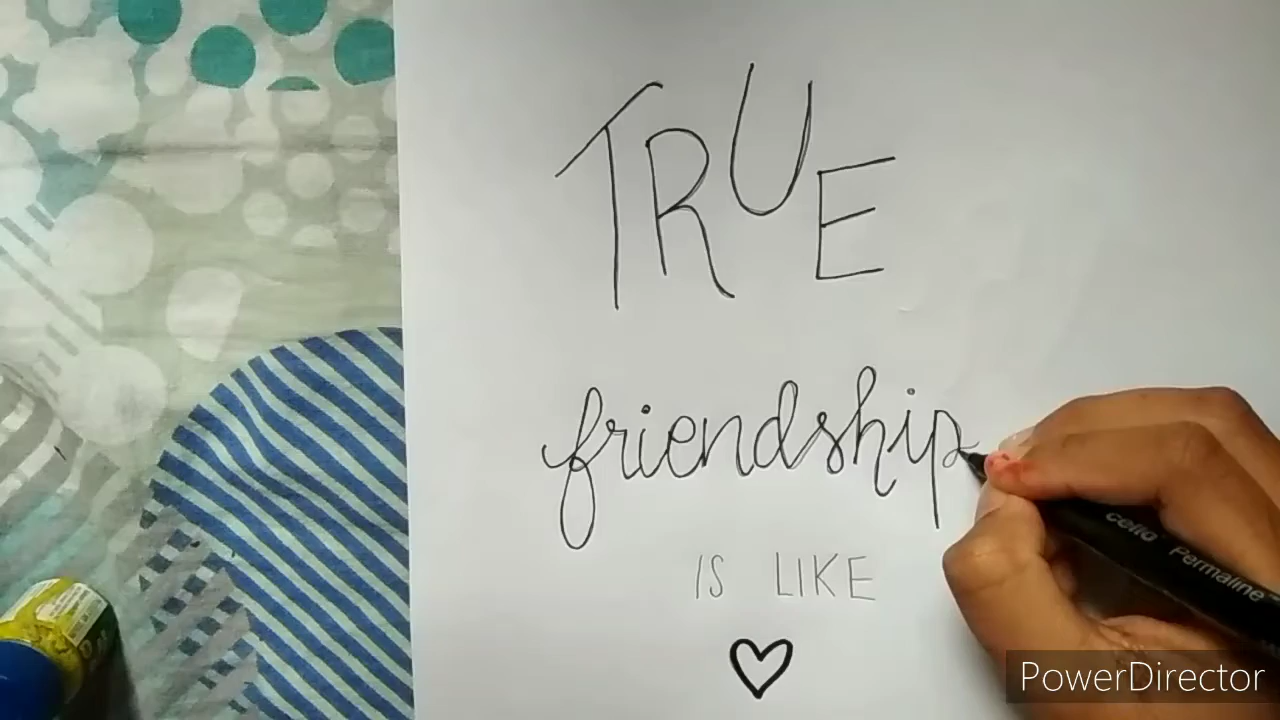 TRUE
friendship
IS LIKE
cello Permaline
PowerDirector